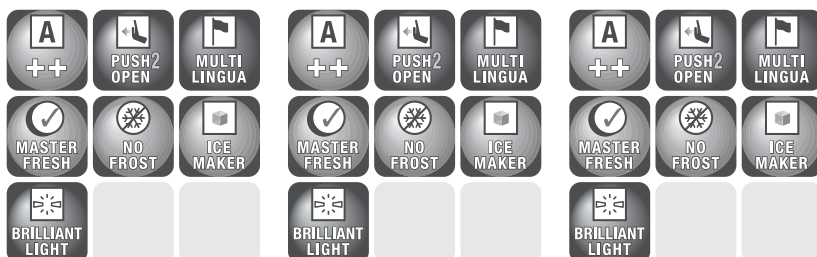 A
++
PUSH2
OPEN
MULTI
LINGUA
A
++
PUSH2
OPEN
MULTI
LINGUA
A
++
PUSH2
OPEN
MULTI
LINGUA
MASTER
FRESH
NO
FROST
ICE
MAKER
MASTER
FRESH
NO
FROST
ICE
MAKER
MASTER
FRESH
NO
FROST
ICE
MAKER
BRILLIANT
LIGHT
BRILLIANT
LIGHT
BRILLIANT
LIGHT